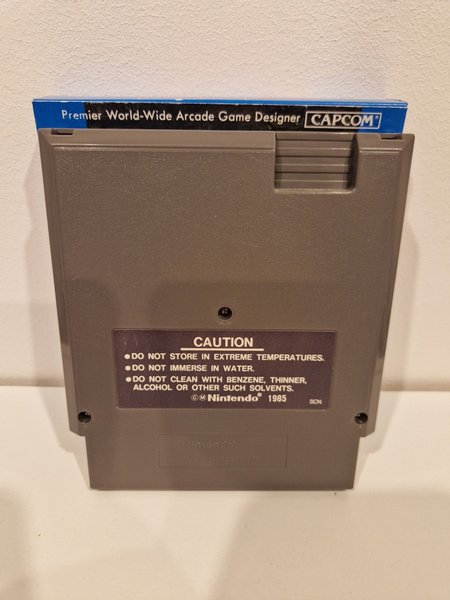 Premier World-Wide Arcade Game Designer CAPCOM®
CAUTION
●DO NOT STORE IN EXTREME TEMPERATURES.
●DO NOT IMMERSE IN WATER.
●DO NOT CLEAN WITH BENZENE, THINNER,
ALCOHOL OR OTHER SUCH SOLVENTS.
©M Nintendo® 1985 SCN
Nintendo®